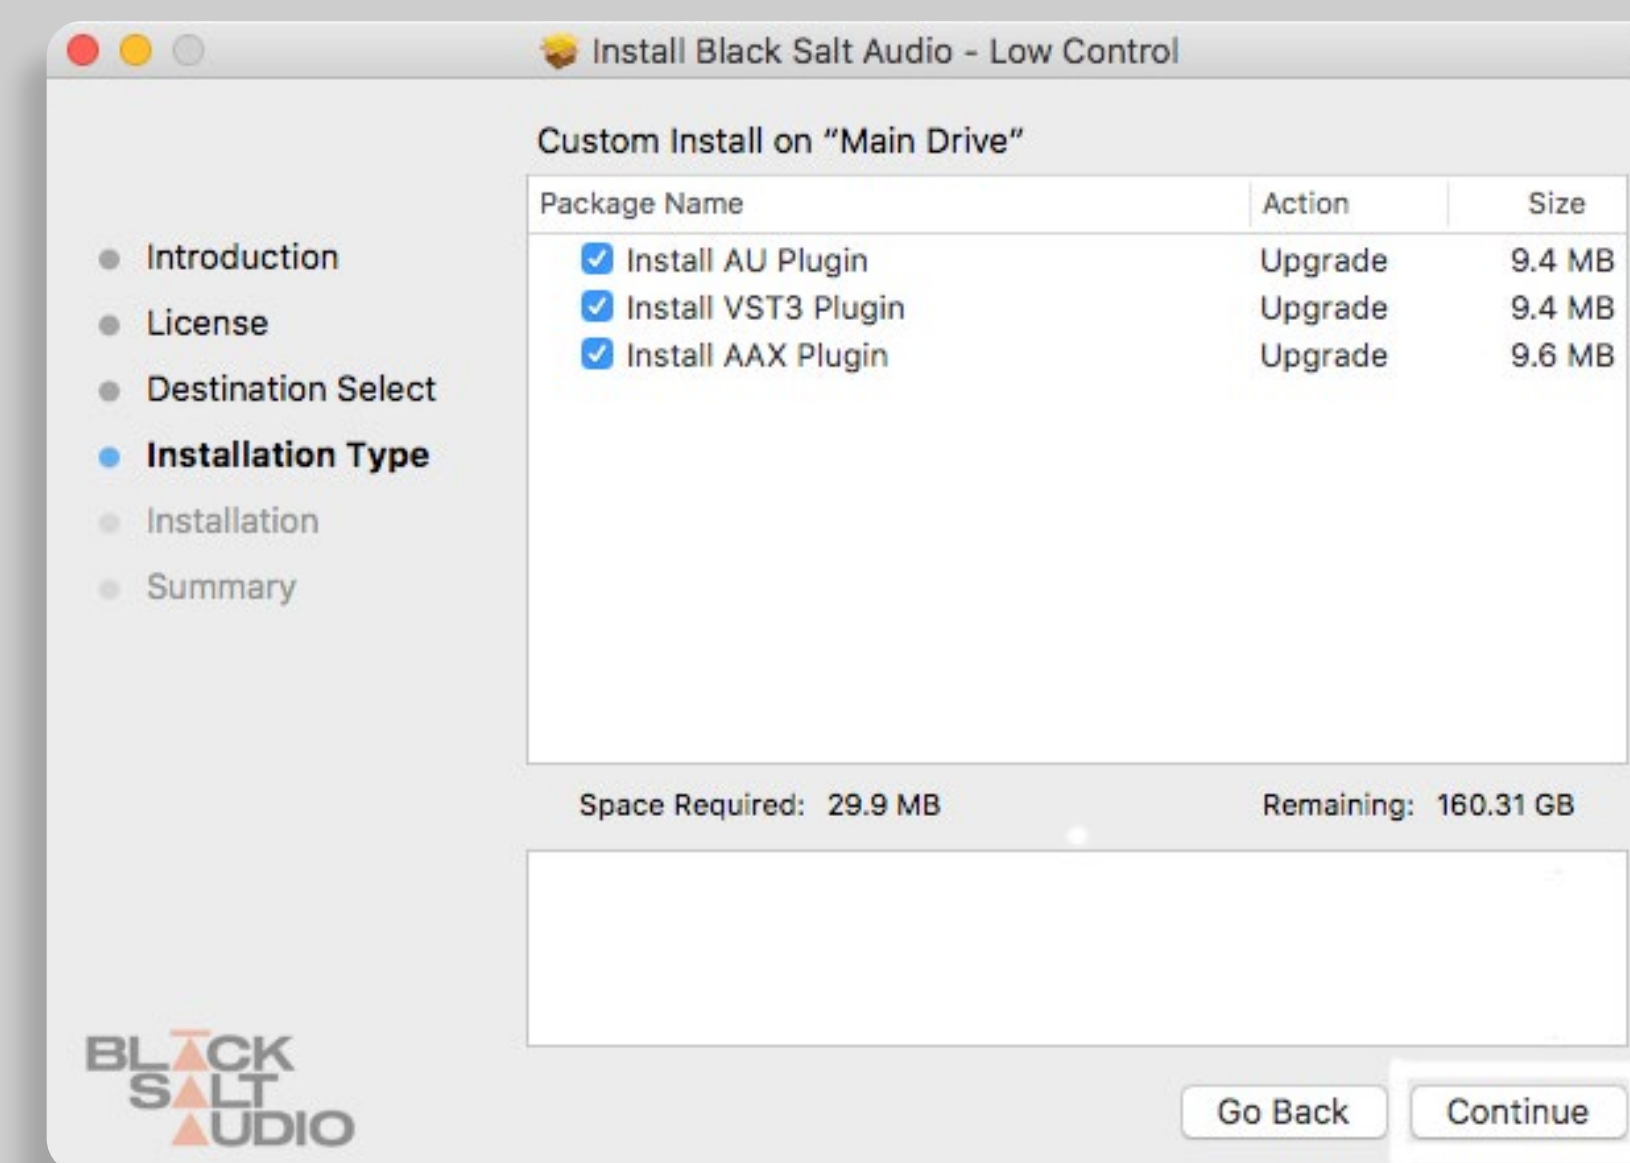 Install Black Salt Audio - Low Control
Custom Install on “Main Drive”
Package Name Action Size
Install AU Plugin Upgrade 9.4 MB
Install VST3 Plugin Upgrade 9.4 MB
Install AAX Plugin Upgrade 9.6 MB
Introduction
License
Destination Select
Installation Type
Installation
Summary
Space Required: 29.9 MB Remaining: 160.31 GB
BLACK
SALT
AUDIO
Go Back Continue